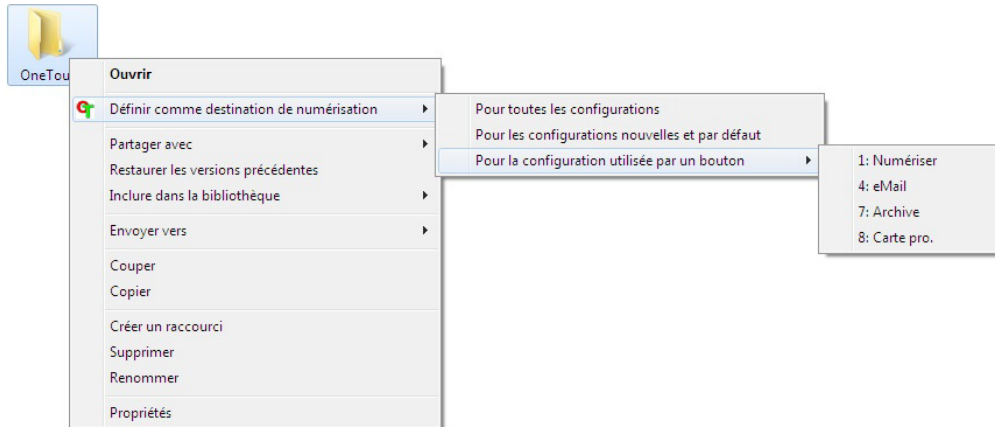 OneTou
Ouvrir
Définir comme destination de numérisation
Partager avec
Restaurer les versions précédentes
Inclure dans la bibliothèque
Envoyer vers
Couper
Copier
Créer un raccourci
Supprimer
Renommer
Propriétés
Pour toutes les configurations
Pour les configurations nouvelles et par défaut
Pour la configuration utilisée par un bouton
1: Numériser
4: eMail
7: Archive
8: Carte pro.